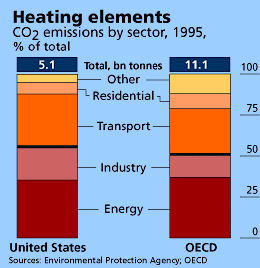 Heating elements
CO2 emissions by sector, 1995,
% of total
5.1 Total, bn tonnes 11.1
Other 100
Residential
75
Transport
50
Industry
25
Energy
0
United States OECD
Sources: Environmental Protection Agency; OECD